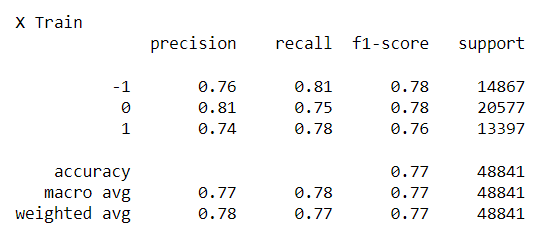 X Train
precision recall f1-score support
-1 0.76 0.81 0.78 14867
0 0.81 0.75 0.78 20577
1 0.74 0.78 0.76 13397
accuracy 0.77 48841
macro avg 0.77 0.78 0.77 48841
weighted avg 0.78 0.77 0.77 48841